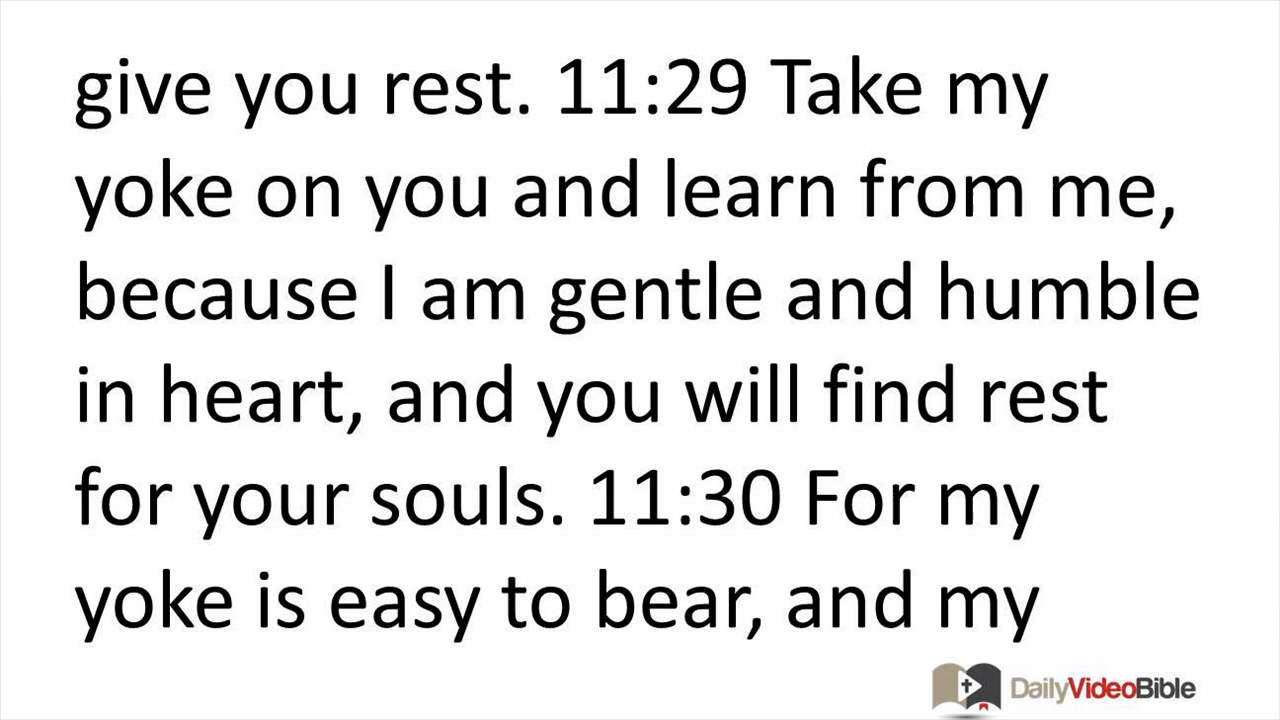 give you rest. 11:29 Take my
yoke on you and learn from me,
because I am gentle and humble
in heart, and you will find rest
for your souls. 11:30 For my
yoke is easy to bear, and my
DailyVideoBible